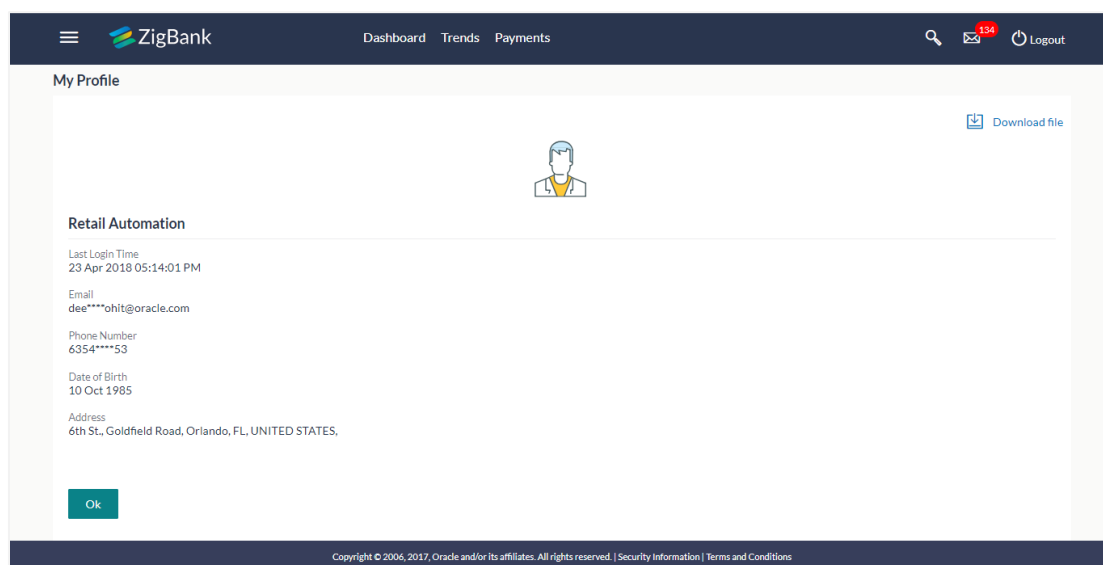 ZigBank
Dashboard Trends Payments
134
Logout
My Profile
Download file
Retail Automation
Last Login Time
23 Apr 2018 05:14:01 PM
Email
dee****ohit@oracle.com
Phone Number
6354****53
Date of Birth
10 Oct 1985
Address
6th St., Goldfield Road, Orlando, FL, UNITED STATES,
Ok
Copyright © 2006, 2017, Oracle and/or its affiliates. All rights reserved. | Security Information | Terms and Conditions